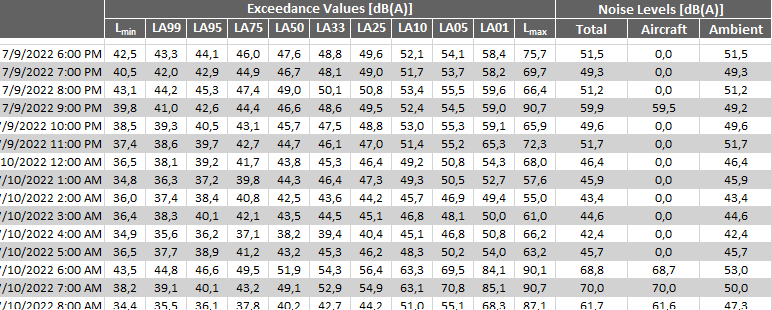 Exceedance Values [dB(A)] Noise Levels [dB(A)]
Lmin LA99 LA95 LA75 LA50 LA33 LA25 LA10 LA05 LA01 Lmax Total Aircraft Ambient
7/9/2022 6:00 PM 42,5 43,3 44,1 46,0 47,6 48,8 49,6 52,1 54,1 58,4 75,7 51,5 0,0 51,5
7/9/2022 7:00 PM 40,5 42,0 42,9 44,9 46,7 48,1 49,0 51,7 53,7 58,2 69,7 49,3 0,0 49,3
7/9/2022 8:00 PM 43,1 44,2 45,3 47,4 49,0 50,1 50,8 53,4 55,5 59,6 66,4 51,2 0,0 51,2
7/9/2022 9:00 PM 39,8 41,0 42,6 44,4 46,6 48,6 49,5 52,4 54,5 59,0 90,7 59,9 59,5 49,2
7/9/2022 10:00 PM 38,5 39,3 40,5 43,1 45,7 47,5 48,8 53,0 55,3 59,1 65,9 49,6 0,0 49,6
7/9/2022 11:00 PM 37,4 38,6 39,7 42,7 44,7 46,1 47,0 51,4 55,2 65,3 72,3 51,7 0,0 51,7
/10/2022 12:00 AM 36,5 38,1 39,2 41,7 43,8 45,3 46,4 49,2 50,8 54,3 68,0 46,4 0,0 46,4
/10/2022 1:00 AM 34,8 36,3 37,2 39,8 44,3 46,4 47,3 49,3 50,5 52,7 57,6 45,9 0,0 45,9
/10/2022 2:00 AM 36,0 37,4 38,4 40,8 42,5 43,6 44,2 45,7 46,9 49,4 55,0 43,4 0,0 43,4
/10/2022 3:00 AM 36,4 38,3 40,1 42,1 43,5 44,5 45,1 46,8 48,1 50,0 61,0 44,6 0,0 44,6
/10/2022 4:00 AM 34,9 35,6 36,2 37,1 38,2 39,4 40,4 45,1 46,8 50,8 66,2 42,4 0,0 42,4
/10/2022 5:00 AM 36,5 37,7 38,9 41,2 43,2 45,3 46,2 48,3 50,2 54,0 63,2 45,7 0,0 45,7
/10/2022 6:00 AM 43,5 44,8 46,6 49,5 51,9 54,3 56,4 63,3 69,5 84,1 90,1 68,8 68,7 53,0
/10/2022 7:00 AM 38,2 39,1 40,1 43,2 49,1 52,9 54,9 63,1 70,8 85,1 90,7 70,0 70,0 50,0
/10/2022 8:00 AM 34,4 35,5 36,1 37,8 40,2 42,7 44,2 51,0 55,1 68,3 87,1 61,7 61,6 47,3